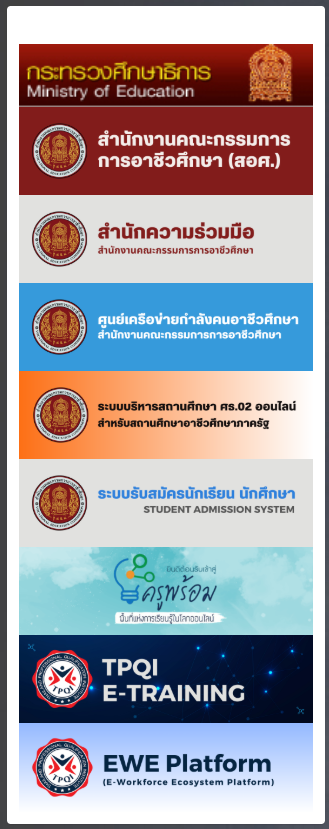 กระทรวงศึกษาธิการ
Ministry of Education
สำนักงานคณะกรรมการ
การอาชีวศึกษา (สอศ.)
สำนักความร่วมมือ
สำนักงานคณะกรรมการการอาชีวศึกษา
ศูนย์เครือข่ายกำลังคนอาชีวศึกษา
สำนักงานคณะกรรมการการอาชีวศึกษา
ระบบบริหารสถานศึกษา ศธ.02 ออนไลน์
สำหรับสถานศึกษาอาชีวศึกษาภาครัฐ
ระบบรับสมัครนักเรียน นักศึกษา
STUDENT ADMISSION SYSTEM
ยินดีต้อนรับเข้าสู่
ครูพร้อม
พื้นที่แห่งการเรียนรู้ในโลกออนไลน์
TPQI
TPQI
E-TRAINING
TPQI
EWE Platform
(E-Workforce Ecosystem Platform)